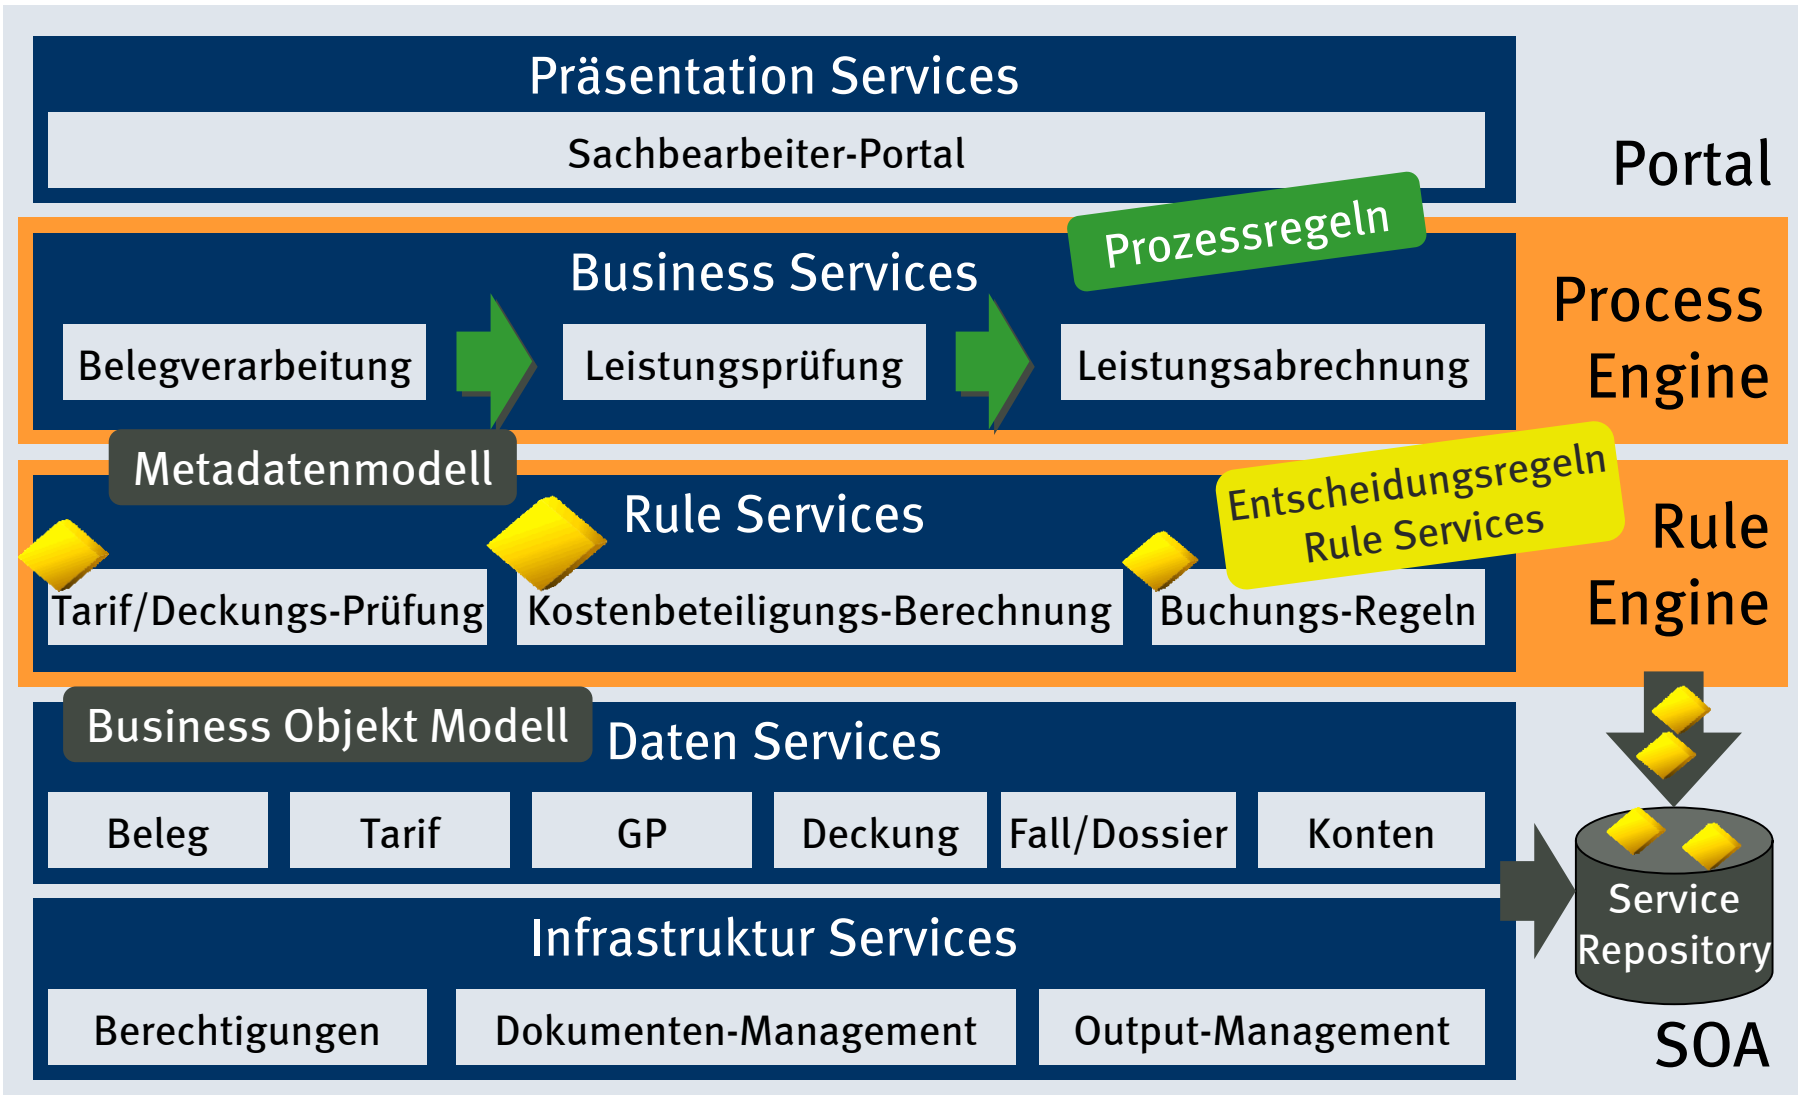 Präsentation Services
Sachbearbeiter-Portal
Portal
Prozessregeln
Business Services
Belegverarbeitung
Leistungsprüfung
Leistungsabrechnung
Process
Engine
Metadatenmodell
Entscheidungsregeln
Rule Services
Rule Services
Tarif/Deckungs-Prüfung
Kostenbeteiligungs-Berechnung
Buchungs-Regeln
Rule
Engine
Business Objekt Modell
Daten Services
Beleg
Tarif
GP
Deckung
Fall/Dossier
Konten
Service
Repository
Infrastruktur Services
Berechtigungen
Dokumenten-Management
Output-Management
SOA